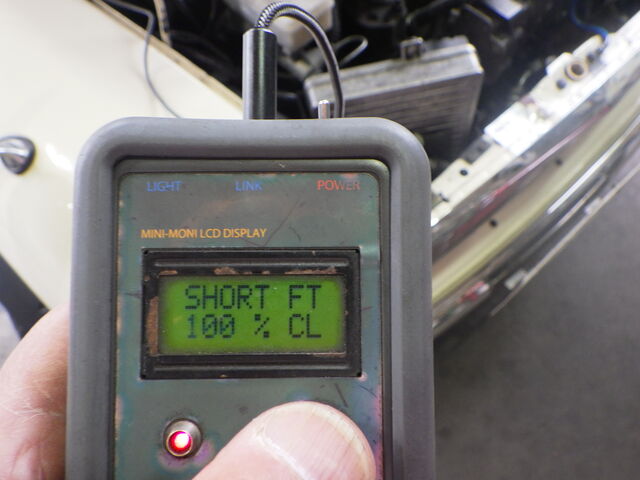 LIGHT LINK POWER
MINI-MONI LCD DISPLAY
SHORT FT
100 % CL